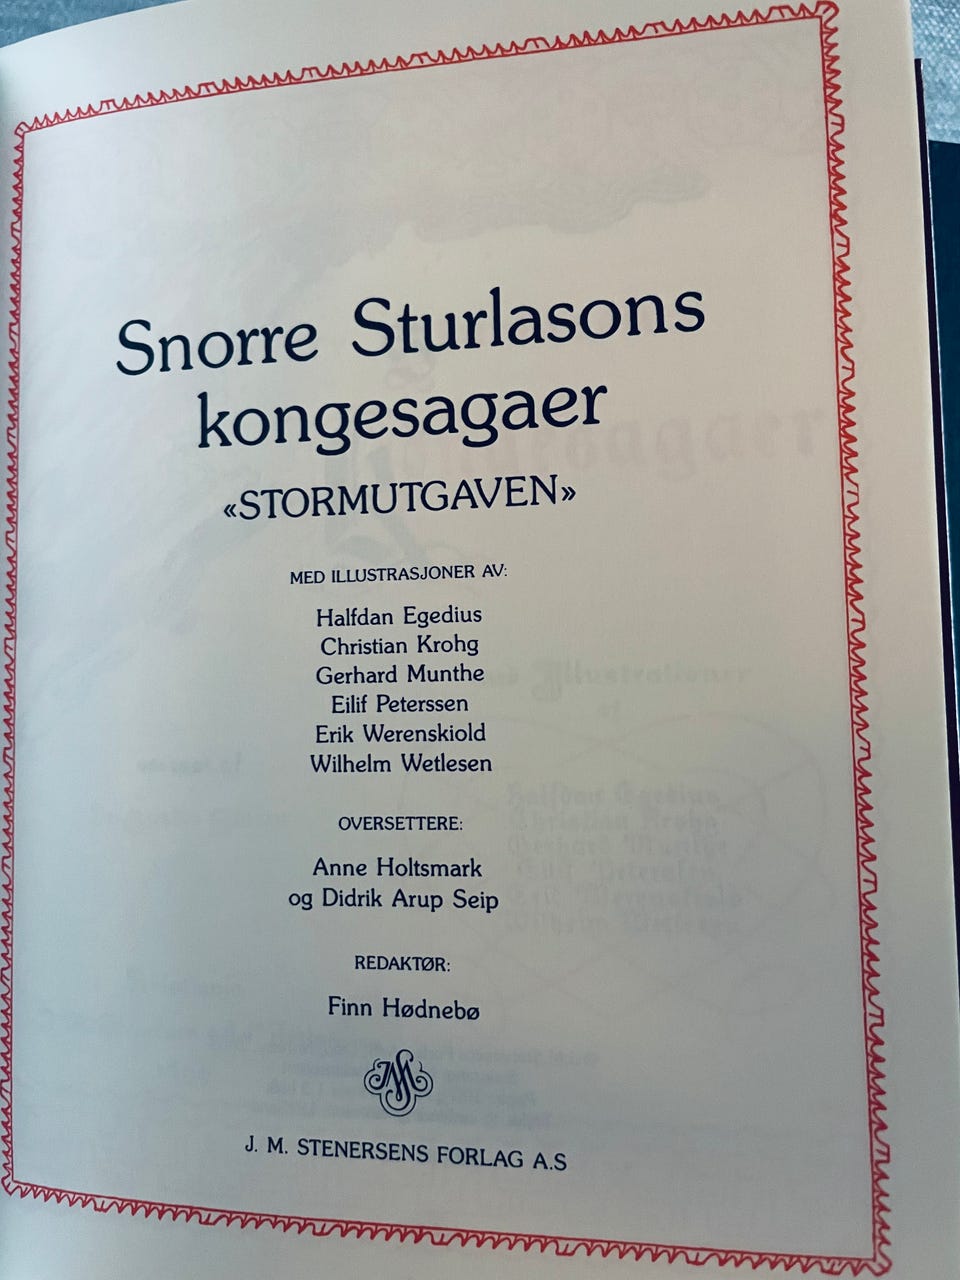 Snorre Sturlasons
kongesagaer
«STORMUTGAVEN»
MED ILLUSTRASJONER AV:
Halfdan Egedius
Christian Krohg
Gerhard Munthe
Eilif Peterssen
Erik Werenskiold
Wilhelm Wetlesen
OVERSETTERE:
Anne Holtsmark
og Didrik Arup Seip
REDAKTØR:
Finn Hødnebø
J. M. STENERSENS FORLAG A.S